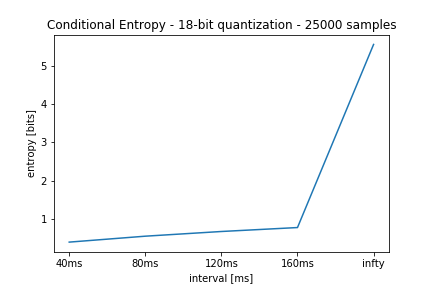 Conditional Entropy - 18-bit quantization - 25000 samples
5
4
3
2
1
entropy [bits]
40ms 80ms 120ms 160ms infty
interval [ms]